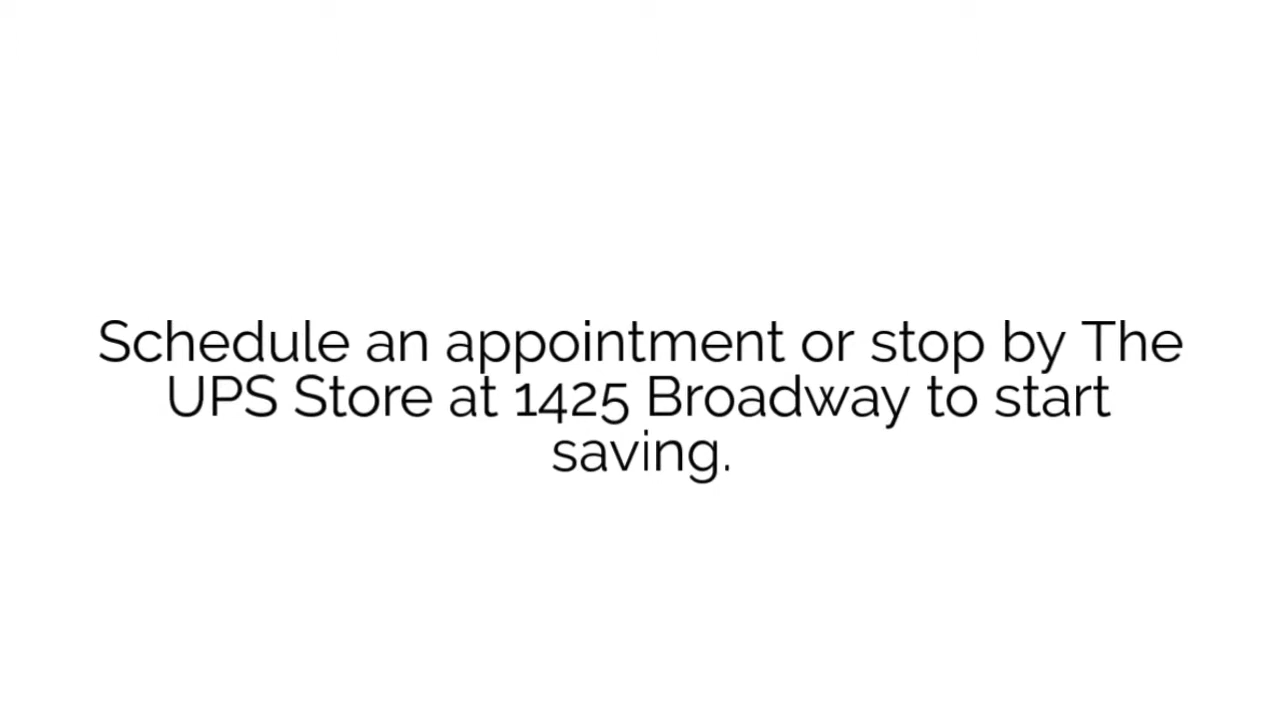 Schedule an appointment or stop by The
UPS Store at 1425 Broadway to start
saving.